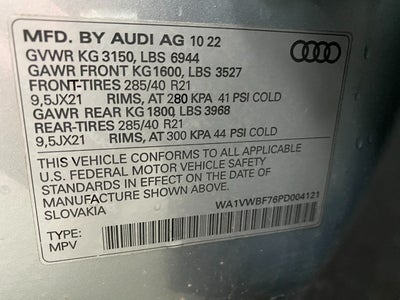 MFD. BY AUDI AG 10 22
GVWR KG 3150, LBS 6944
GAWR FRONT KG1600, LBS 3527
FRONT-TIRES 285/40 R21
9,5JX21 RIMS, AT 280 KPA 41 PSI COLD
GAWR REAR KG 1800, LBS 3968
REAR-TIRES 285/40 R21
9,5JX21 RIMS, AT 300 KPA 44 PSI COLD
THIS VEHICLE CONFORMS TO ALL APPLICABLE
U.S. FEDERAL MOTOR VEHICLE SAFETY STANDARDS
IN EFFECT ON THE DATE OF
MANUFACTURE SHOWN ABOVE.
SLOVAKIA
WA1VWBF76PD004121
TYPE:
MPV